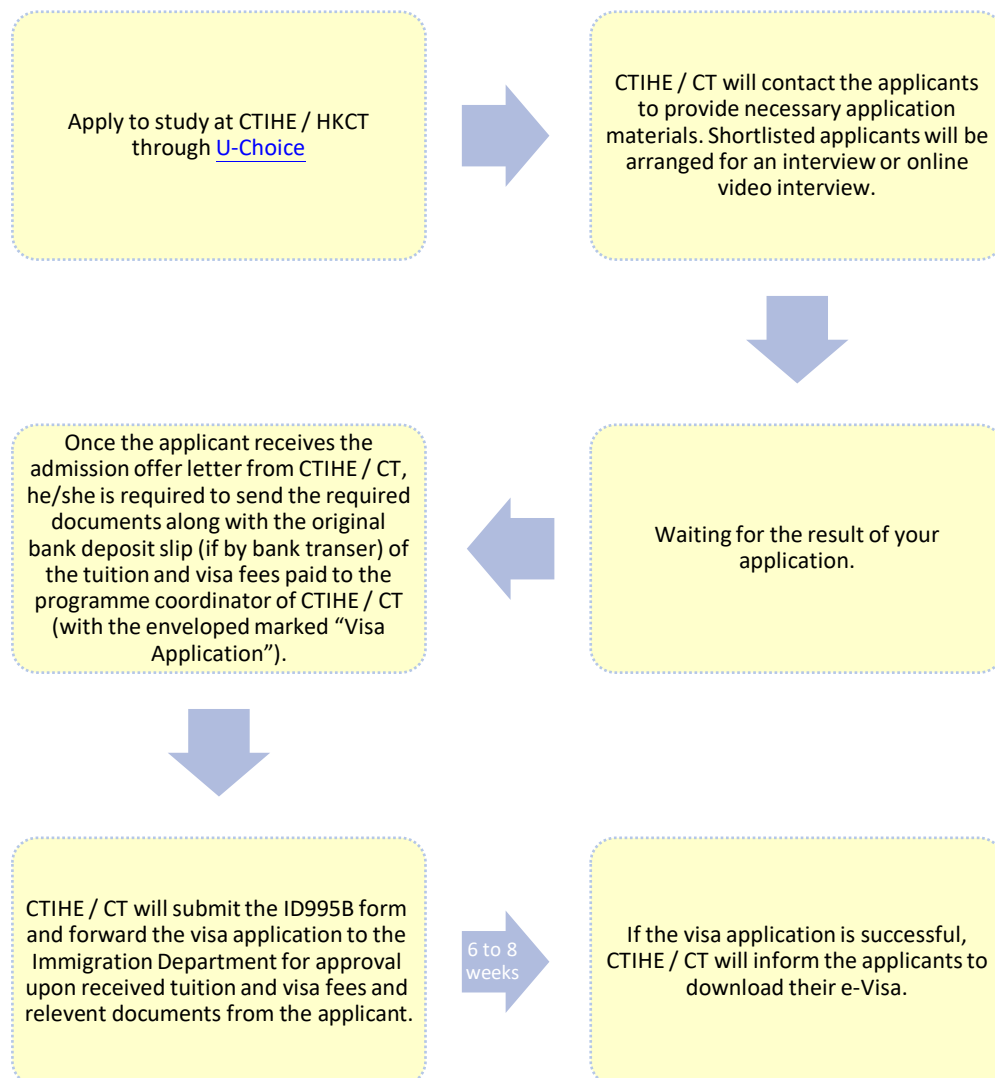 Apply to study at CTIHE / HKCT
through U-Choice
CTIHE / CT will contact the applicants
to provide necessary application
materials. Shortlisted applicants will be
arranged for an interview or online
video interview.
Waiting for the result of your
application.
Once the applicant receives the
admission offer letter from CTIHE / CT,
he/she is required to send the required
documents along with the original
bank deposit slip (if by bank transer) of
the tuition and visa fees paid to the
programme coordinator of CTIHE / CT
(with the enveloped marked “Visa
Application”).
CTIHE / CT will submit the ID995B form
and forward the visa application to the
Immigration Department for approval
upon received tuition and visa fees and
relevent documents from the applicant.
6 to 8
weeks
If the visa application is successful,
CTIHE / CT will inform the applicants to
download their e-Visa.